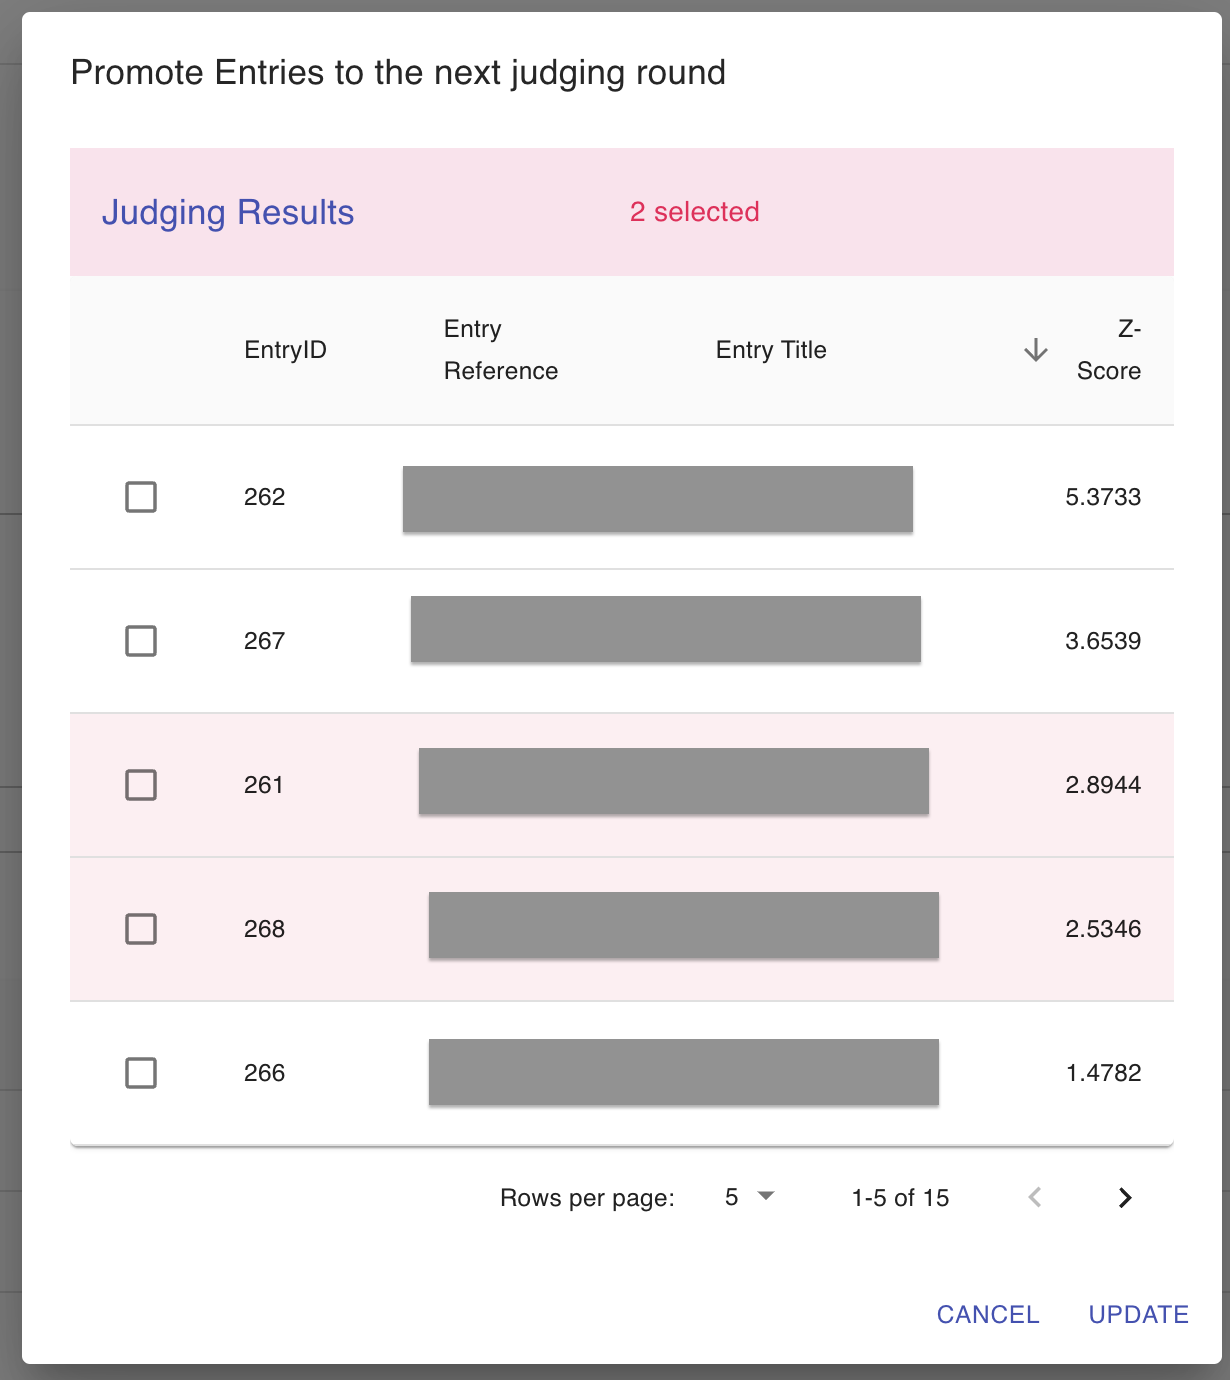 Promote Entries to the next judging round
Judging Results 2 selected
EntryID Entry Reference Entry Title Z-Score
262 5.3733
267 3.6539
261 2.8944
268 2.5346
266 1.4782
Rows per page: 5 1-5 of 15
CANCEL UPDATE